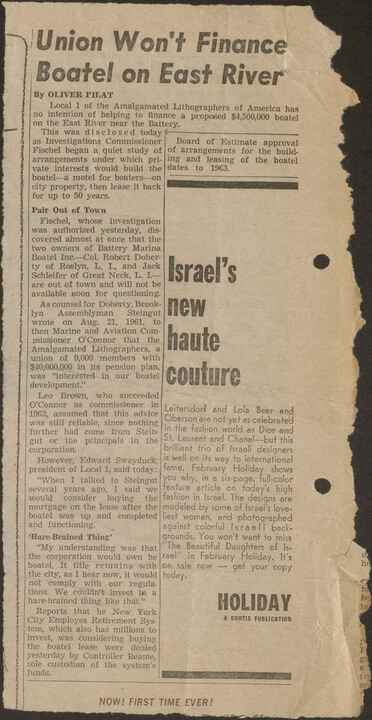 Union Won't Finance
Boatel on East River
By OLIVER PILAT
Local 1 of the Amalgamated Lithographers of America has
no intention of helping to finance a proposed $4,500,000 boatel
on the East River near the Battery.
This was disclosed today
as Investigations Commissioner
Fischel began a quiet study of
arrangements under which pri-
vate interests would build the
boatel—a motel for boaters—on
city property, then lease it back
for up to 50 years.
Pair Out of Town
Fischel, whose investigation
was authorized yesterday, dis-
covered almost at once that the
two owners of Battery Marina
Boatel Inc.—Col. Robert Doher-
ty of Roslyn, L. I., and Jack
Schleifer of Great Neck, L. I.—
are out of town and will not be
available soon for questioning.
As counsel for Doherty, Brook-
lyn Assemblyman Steingut
wrote on Aug. 21, 1961, to
then Marine and Aviation Com-
missioner O'Connor that the
Amalgamated Lithographers, a
union of 9,000 members with
$40,000,000 in its pension plan,
was "interested in our boatel
development."
Leo Brown, who succeeded
O'Connor as commissioner in
1962, assumed that this advice
was still reliable, since nothing
further had come from Stein-
gut or the principals in the
corporation.
However, Edward Swayduck,
president of Local 1, said today:
"When I talked to Steingut
several years ago, I said we
would consider buying the
mortgage on the lease after the
boatel was up and completed
and functioning.
'Hare-Brained Thing'
"My understanding was that
the corporation would own the
boatel. It title returns with
the city, as I hear now, it would
not comply with our regula-
tions. We couldn't invest in a
hare-brained thing like that."
Reports that he New York
City Employes Retirement Sys-
tem, which also has millions to
invest, was considering buying
the boatel lease were denied
yesterday by Controller Beame,
sole custodian of the system's
funds.
Board of Estimate approval
of arrangements for the build-
ing and leasing of the boatel
dates to 1963.
Israel's
new
haute
couture
Leitersdorf and Lola Beer and
Oberson are not yet as celebrated
in the fashion world as Dior and
St. Laurent and Chanel—but this
brilliant trio of Israeli designers
is well on its way to international
fame. February Holiday shows
you why, in a six-page, full-color
feature article on today's high
fashion in Israel. The designs are
modeled by some of Israel's love-
liest women, and photographed
against colorful Israeli back-
grounds. You won't want to miss
"The Beautiful Daughters of Is-
rael" in February Holiday. It's
on sale now — get your copy
today.
HOLIDAY
A CURTIS PUBLICATION
NOW! FIRST TIME EVER!